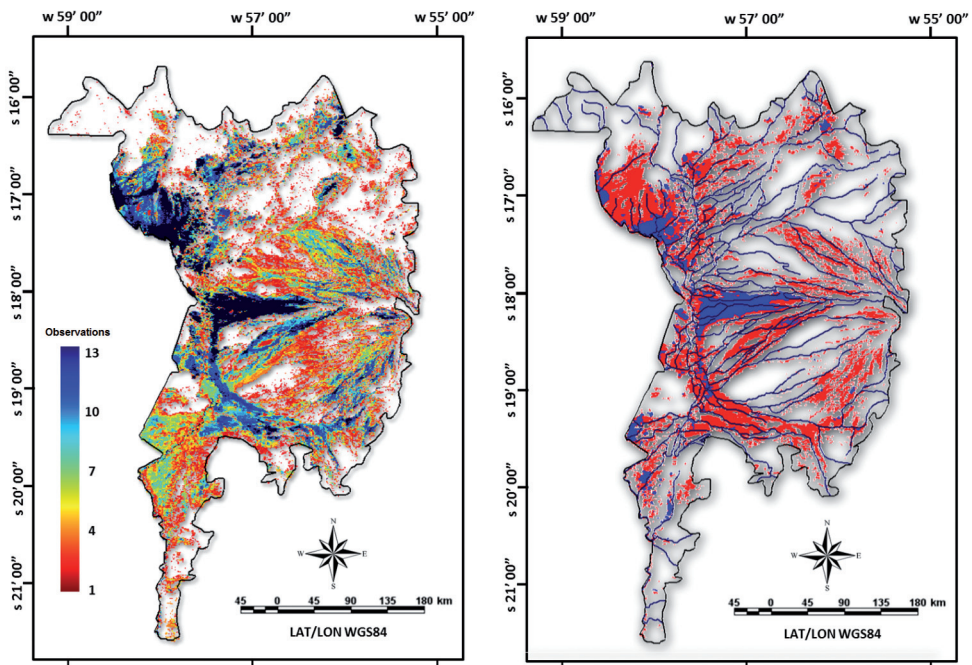 w 59° 00” w 57° 00” w 55° 00”
s 16° 00”
s 17° 00”
s 18° 00”
s 19° 00”
s 20° 00”
s 21° 00”
Observations
13
10
7
4
1
N
W E
S
45 0 45 90 135 180 km
LAT/LON WGS84
w 59’ 00” w 57’ 00” w 55’ 00”
s 16’ 00”
s 17’ 00”
s 18’ 00”
s 19’ 00”
s 20’ 00”
s 21’ 00”
N
W E
S
45 0 45 90 135 180 km
LAT/LON WGS84